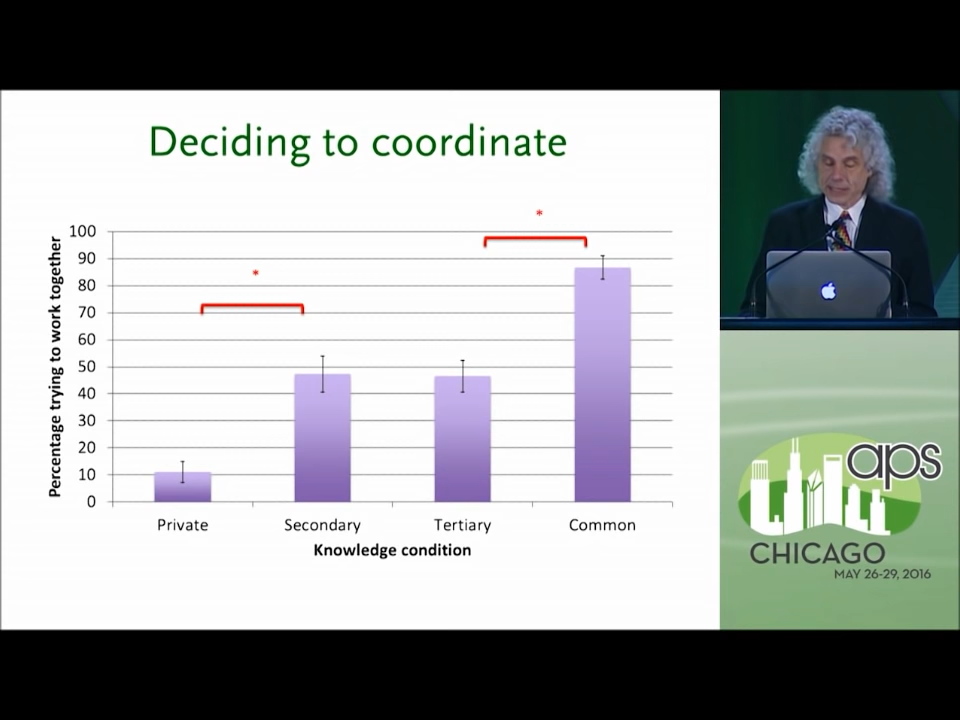 Deciding to coordinate
*
*
Percentage trying to work together
100
90
80
70
60
50
40
30
20
10
0
Private Secondary Tertiary Common
Knowledge condition
aps
CHICAGO
MAY 26-29, 2016